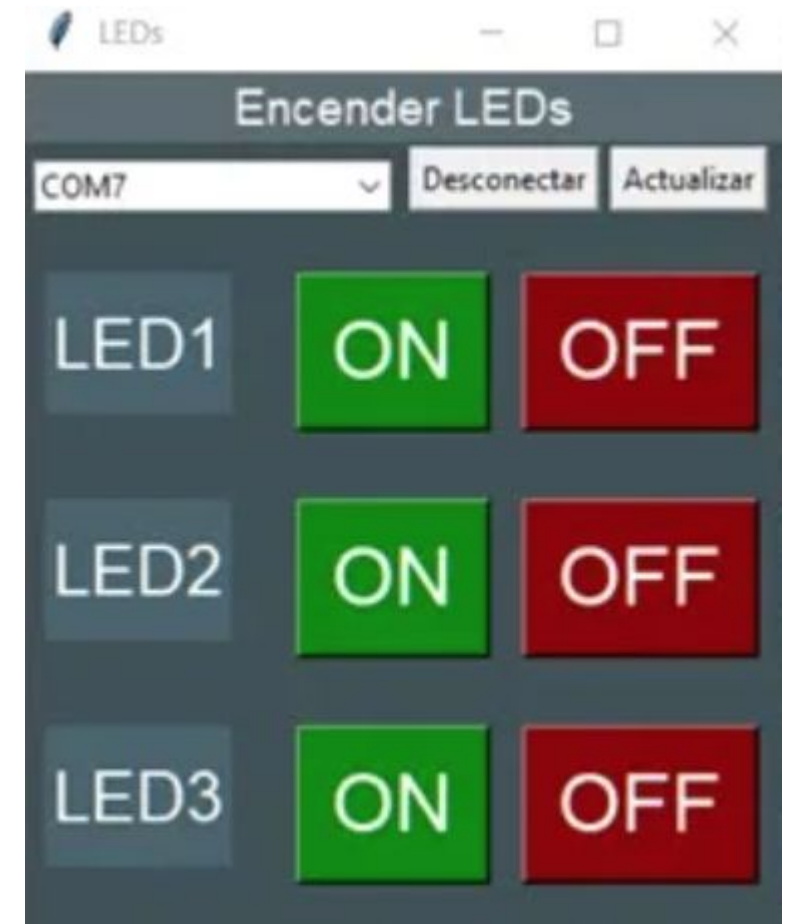 LEDs
Encender LEDs
COM7 Desconectar Actualizar
LED1 ON OFF
LED2 ON OFF
LED3 ON OFF